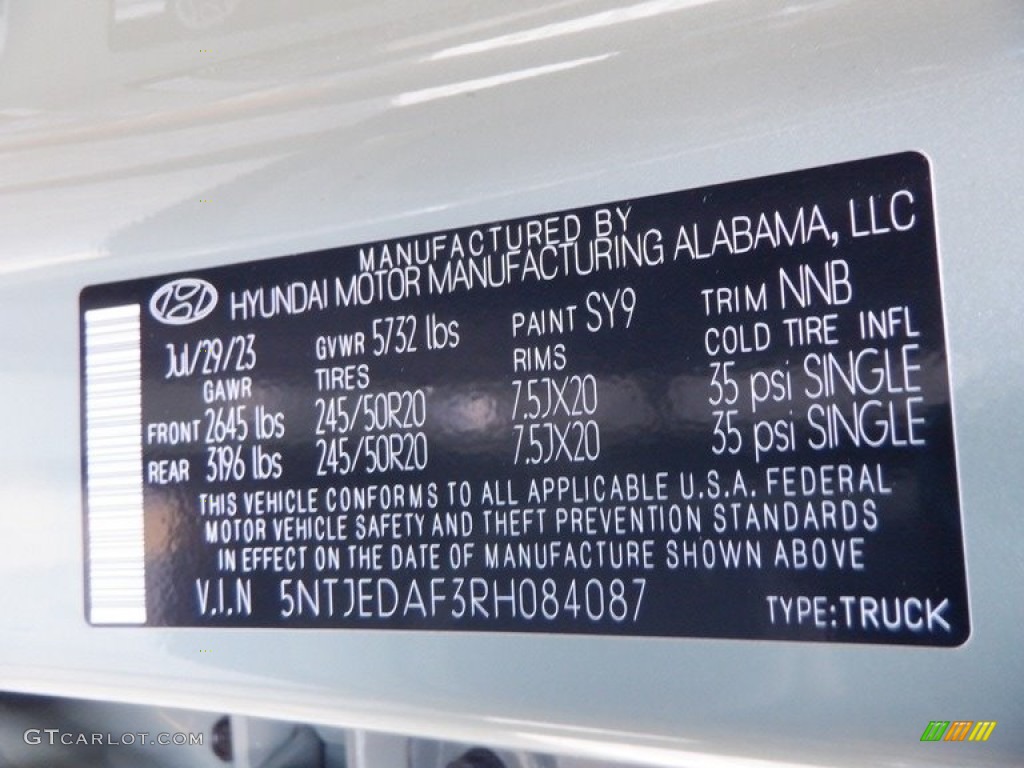 MANUFACTURED BY
HYUNDAI MOTOR MANUFACTURING ALABAMA, LLC
Jul/29/23 GVWR 5732 lbs PAINT SY9 TRIM NNB
GAWR TIRES RIMS COLD TIRE INFL
FRONT 2645 lbs 245/50R20 7.5JX20 35 psi SINGLE
REAR 3196 lbs 245/50R20 7.5JX20 35 psi SINGLE
THIS VEHICLE CONFORMS TO ALL APPLICABLE U.S.A. FEDERAL
MOTOR VEHICLE SAFETY AND THEFT PREVENTION STANDARDS
IN EFFECT ON THE DATE OF MANUFACTURE SHOWN ABOVE
V.I.N 5NTJEDAF3RH084087 TYPE:TRUCK
GTCARLOT.COM